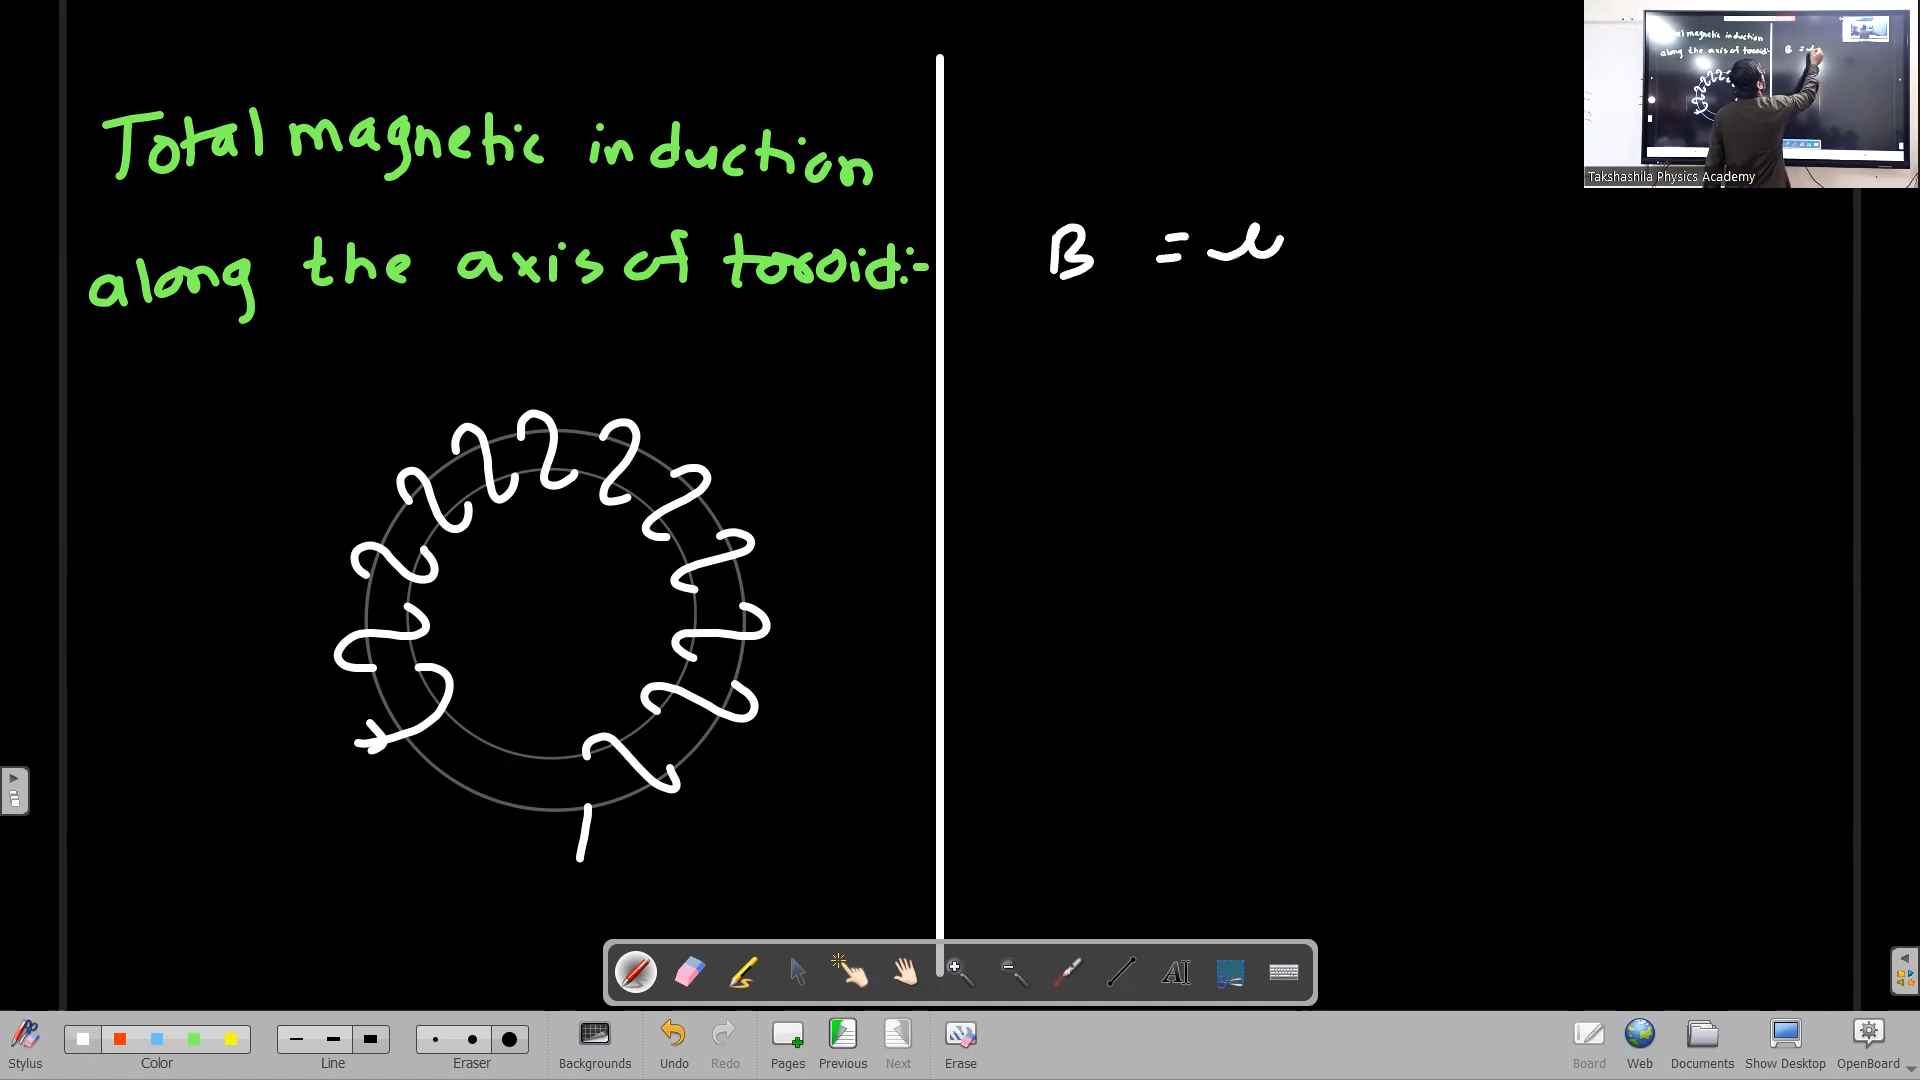 Total magnetic induction
along the axis of toroid:-
B = μ
Takshashila Physics Academy
Stylus
Color
Line
Eraser
Backgrounds
Undo
Redo
Pages
Previous
Next
Erase
Board
Web
Documents
Show Desktop
OpenBoard